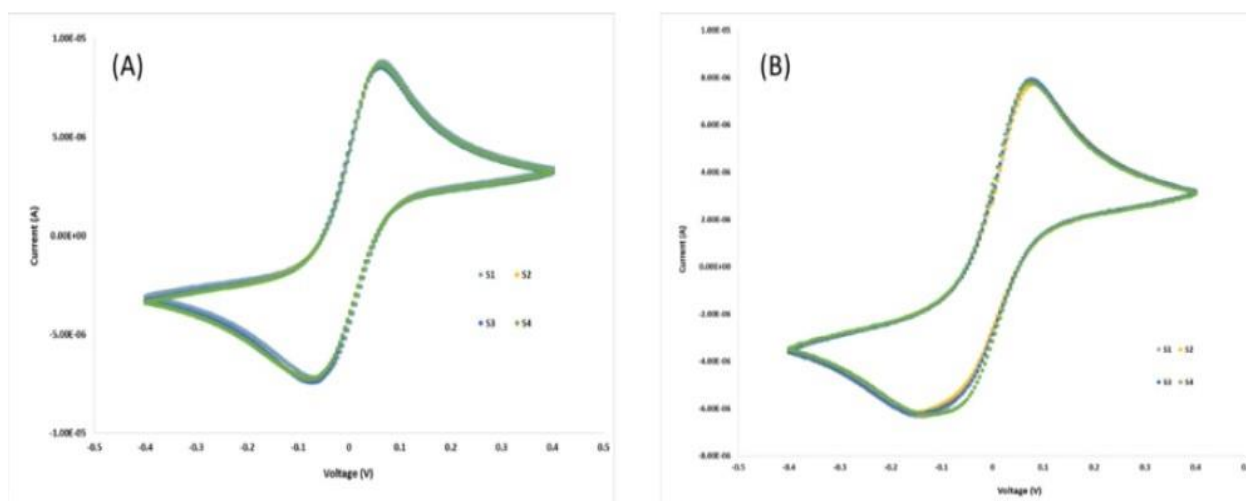 (A)
1.00E-05
5.00E-06
0.00E+00
-5.00E-06
-1.00E-05
Current (A)
-0.5 -0.4 -0.3 -0.2 -0.1 0 0.1 0.2 0.3 0.4 0.5
Voltage (V)
S1 S2
S3 S4
(B)
1.00E-05
8.00E-06
6.00E-06
4.00E-06
2.00E-06
0.00E+00
-2.00E-06
-4.00E-06
-6.00E-06
-8.00E-06
Current (A)
-0.5 -0.4 -0.3 -0.2 -0.1 0 0.1 0.2 0.3 0.4
Voltage (V)
S1 S2
S3 S4